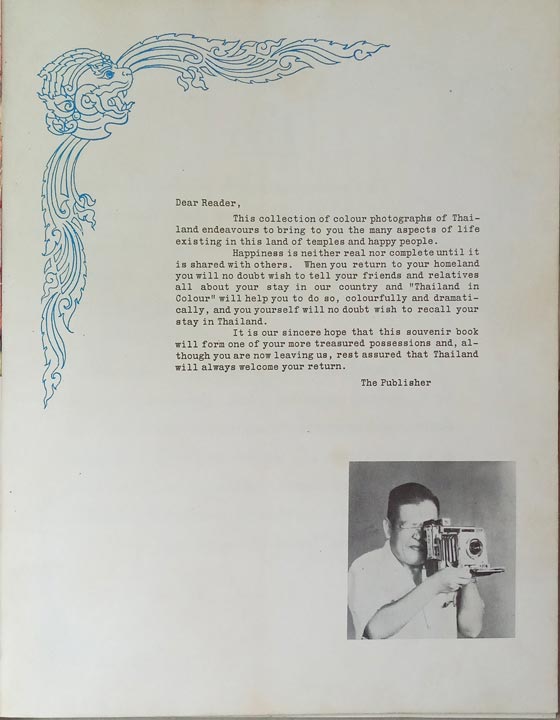 Dear Reader,
This collection of colour photographs of Thai-
land endeavours to bring to you the many aspects of life
existing in this land of temples and happy people.
Happiness is neither real nor complete until it
is shared with others. When you return to your homeland
you will no doubt wish to tell your friends and relatives
all about your stay in our country and "Thailand in
Colour" will help you to do so, colourfully and dramati-
cally, and you yourself will no doubt wish to recall your
stay in Thailand.
It is our sincere hope that this souvenir book
will form one of your more treasured possessions and, al-
though you are now leaving us, rest assured that Thailand
will always welcome your return.
The Publisher